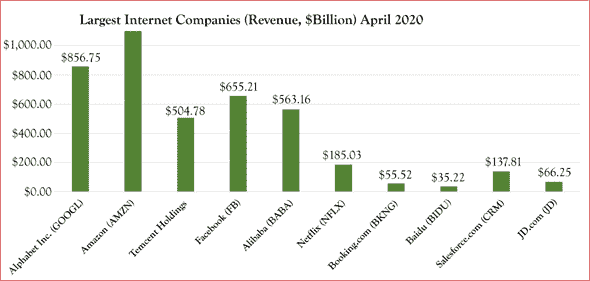 Largest Internet Companies (Revenue, $Billion) April 2020
$1,000.00
$800.00
$600.00
$400.00
$200.00
$0.00
$856.75
$504.78
$655.21
$563.16
$185.03
$55.52
$35.22
$137.81
$66.25
Alphabet Inc. (GOOGL)
Amazon (AMZN)
Temcent Holdings
Facebook (FB)
Alibaba (BABA)
Netflix (NFLX)
Booking.com (BKNG)
Baidu (BIDU)
Salesforce.com (CRM)
JD.com (JD)